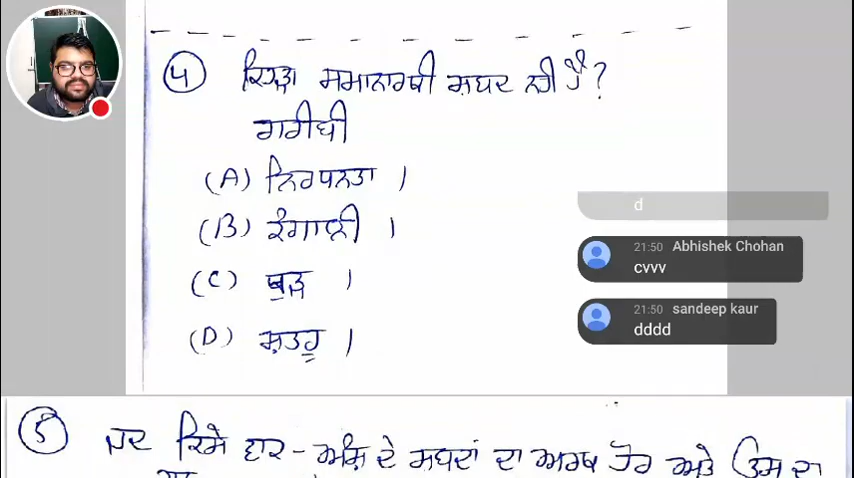 4 ਕਿਹੜਾ ਸਮਾਨਾਰਥੀ ਸ਼ਬਦ ਨਹੀਂ ਹੈ?
ਗਰੀਬੀ
(A) ਨਿਰਧਨਤਾ ।
(B) ਕੰਗਾਲੀ ।
(C) ਥੁੜ ।
(D) ਸ਼ਤਰੂ ।
d
21:50 Abhishek Chohan
cvvv
21:50 sandeep kaur
dddd
5 ਜਦ ਕਿਸੇ ਵਾਕ-ਅੰਸ਼ ਦੇ ਸ਼ਬਦਾਂ ਦਾ ਅਰਥ ਹੋਰ ਅਤੇ ਉਸ ਦਾ